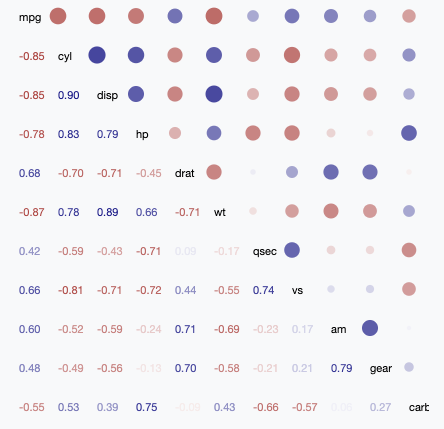 mpg
-0.85 cyl
-0.85 0.90 disp
-0.78 0.83 0.79 hp
0.68 -0.70 -0.71 -0.45 drat
-0.87 0.78 0.89 0.66 -0.71 wt
0.42 -0.59 -0.43 -0.71 0.09 -0.17 qsec
0.66 -0.81 -0.71 -0.72 0.44 -0.55 0.74 vs
0.60 -0.52 -0.59 -0.24 0.71 -0.69 -0.23 0.17 am
0.48 -0.49 -0.56 -0.13 0.70 -0.58 -0.21 0.21 0.79 gear
-0.55 0.53 0.39 0.75 -0.09 0.43 -0.66 -0.57 0.27 cart